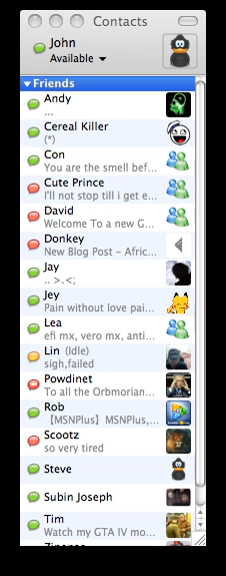 Contacts
John
Available
Friends
Andy
...
Cereal Killer
(*)
Con
You are the smell bef...
Cute Prince
I'll not stop till i get e...
David
Welcome To a new G...
Donkey
New Blog Post – Afric...
Jay
.. >.<;
Jey
Pain without love pai...
Lea
efi mx, vero mx, anti...
Lin (Idle)
sigh,failed
Powdinet
To all the Orbmorian...
Rob
【MSNPlus】MSNPlus,...
Scootz
so very tired
Steve
Subin Joseph
Tim
Watch my GTA IV mo...